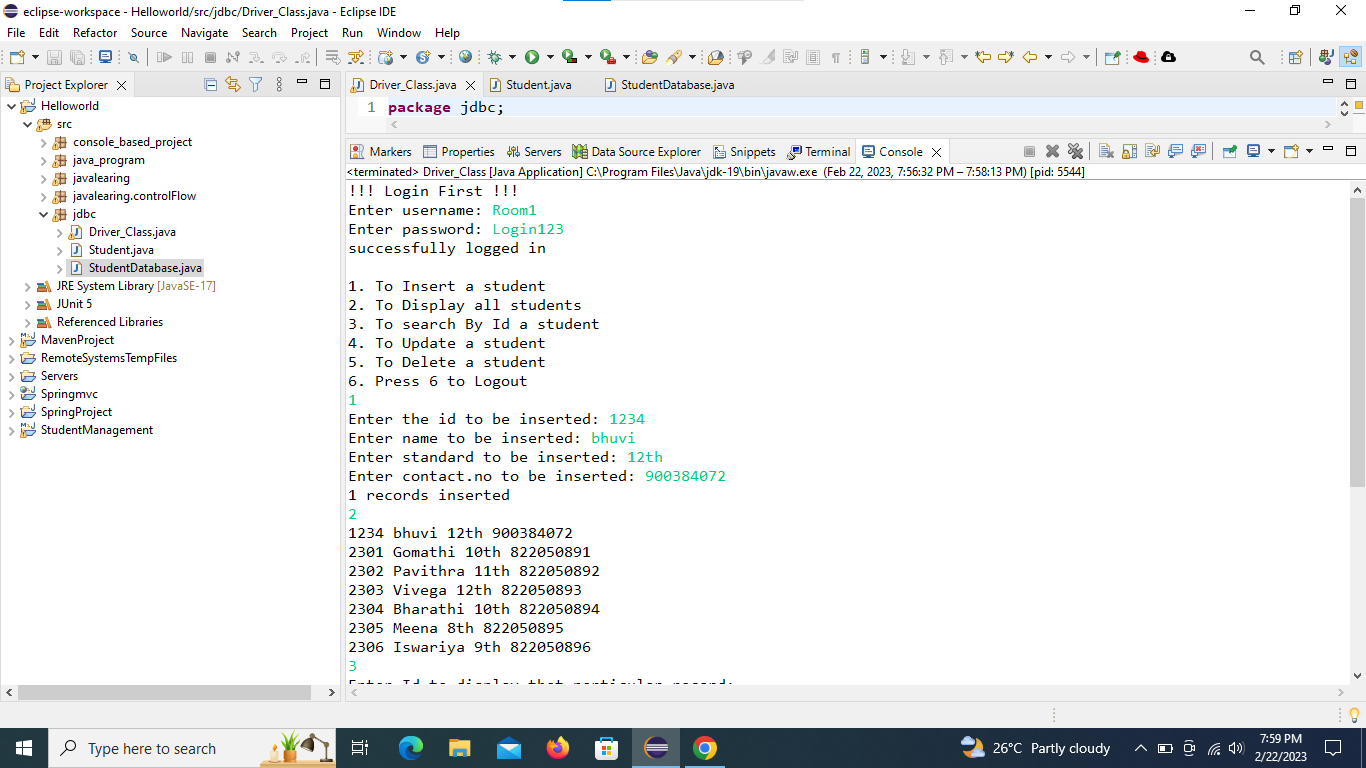 eclipse-workspace - Helloworld/src/jdbc/Driver_Class.java - Eclipse IDE
File Edit Refactor Source Navigate Search Project Run Window Help
Project Explorer
Helloworld
src
console_based_project
java_program
javalearing
javalearing.controlFlow
jdbc
Driver_Class.java
Student.java
StudentDatabase.java
JRE System Library [JavaSE-17]
JUnit 5
Referenced Libraries
MavenProject
RemoteSystemsTempFiles
Servers
Springmvc
SpringProject
StudentManagement
Driver_Class.java Student.java StudentDatabase.java
1 package jdbc;
Markers Properties Servers Data Source Explorer Snippets Terminal Console
<terminated> Driver_Class [Java Application] C:\Program Files\Java\jdk-19\bin\javaw.exe (Feb 22, 2023, 7:56:32 PM – 7:58:13 PM) [pid: 5544]
!!! Login First !!!
Enter username: Room1
Enter password: Login123
successfully logged in
1. To Insert a student
2. To Display all students
3. To search By Id a student
4. To Update a student
5. To Delete a student
6. Press 6 to Logout
1
Enter the id to be inserted: 1234
Enter name to be inserted: bhuvi
Enter standard to be inserted: 12th
Enter contact.no to be inserted: 900384072
1 records inserted
2
1234 bhuvi 12th 900384072
2301 Gomathi 10th 822050891
2302 Pavithra 11th 822050892
2303 Vivega 12th 822050893
2304 Bharathi 10th 822050894
2305 Meena 8th 822050895
2306 Iswariya 9th 822050896
3
Enter Id to display that particular record:
Type here to search
26°C Partly cloudy
7:59 PM
2/22/2023